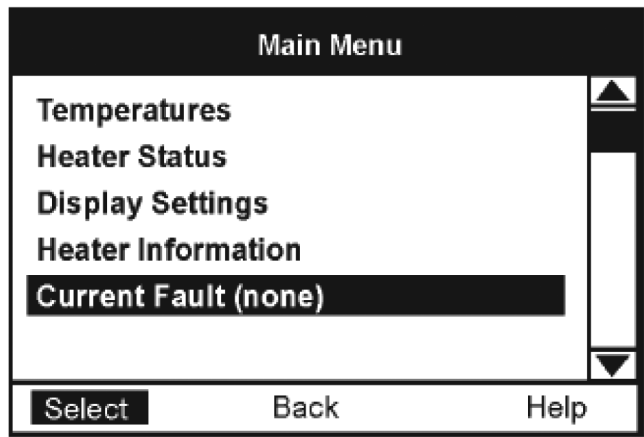 Main Menu
Temperatures
Heater Status
Display Settings
Heater Information
Current Fault (none)
Select Back Help